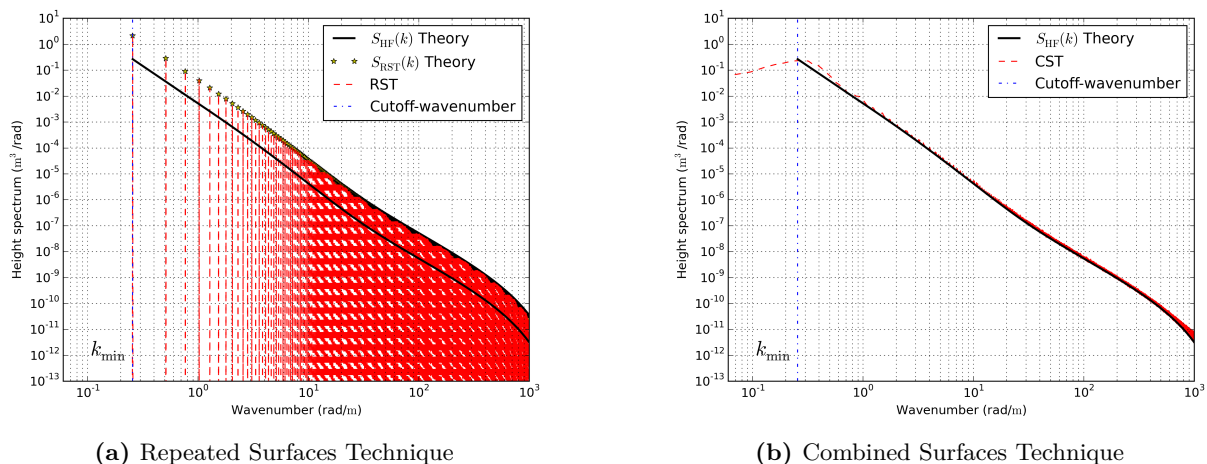 10^1
10^0
10^-1
10^-2
10^-3
10^-4
10^-5
10^-6
10^-7
10^-8
10^-9
10^-10
10^-11
10^-12
10^-13
Height spectrum (m^3 /rad)
S_HF(k) Theory
S_RST(k) Theory
RST
Cutoff-wavenumber
k_min
10^-1 10^0 10^1 10^2 10^3
Wavenumber (rad/m)
(a) Repeated Surfaces Technique
10^1
10^0
10^-1
10^-2
10^-3
10^-4
10^-5
10^-6
10^-7
10^-8
10^-9
10^-10
10^-11
10^-12
10^-13
Height spectrum (m^3 /rad)
S_HF(k) Theory
CST
Cutoff-wavenumber
k_min
10^-1 10^0 10^1 10^2 10^3
Wavenumber (rad/m)
(b) Combined Surfaces Technique